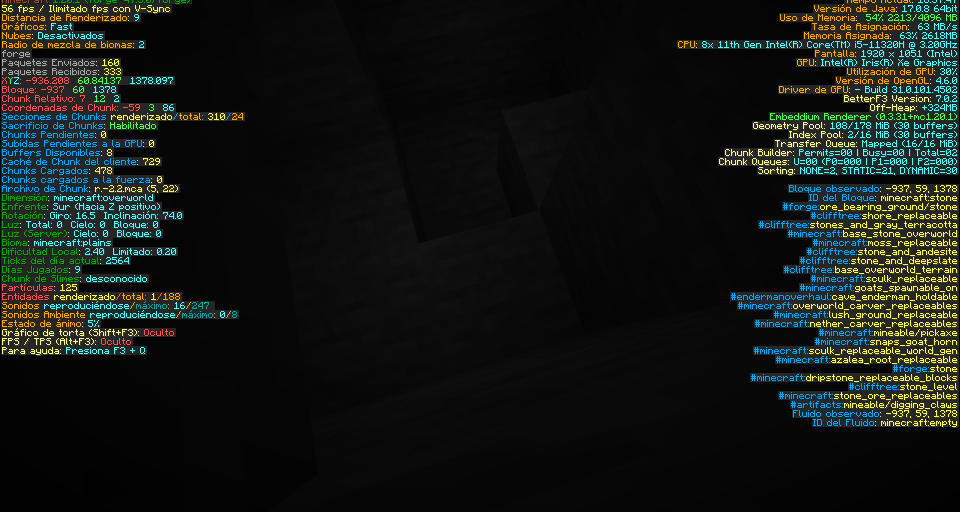 56 fps / Ilimitado fps con V-Sync
Distancia de Renderizado: 9
Gráficos: Fast
Nubes: Desactivados
Radio de mezcla de biomas: 2
forge
Paquetes Enviados: 160
Paquetes Recibidos: 333
XYZ: -936.208 60.84137 1378.097
Bloque: -937 60 1378
Chunk Relativo: 7 12 2
Coordenadas de Chunk: -59 3 86
Secciones de Chunks renderizado/total: 310/24
Sacrificio de Chunks: Habilitado
Chunks Pendientes: 0
Subidas Pendientes a la GPU: 0
Buffers Disponibles: 8
Caché de Chunk del cliente: 729
Chunks Cargados: 478
Chunks cargados a la fuerza: 0
Archivo de Chunk: r.-2.2.mca (5, 22)
Dimensión: minecraft:overworld
Enfrente: Sur (Hacia Z positivo)
Rotación: Giro: 16.5 Inclinación: 74.0
Luz: Total: 0 Cielo: 0 Bloque: 0
Luz (Server): Cielo: 0 Bloque: 0
Bioma: minecraft:plains
Dificultad Local: 2.40 Limitado: 0.20
Ticks del día actual: 2564
Días Jugados: 9
Chunk de Slimes: desconocido
Partículas: 125
Entidades renderizado/total: 1/188
Sonidos reproduciéndose/máximo: 16/247
Sonidos Ambiente reproduciéndose/máximo: 0/8
Estado de ánimo: 5%
Gráfico de torta (Shift+F3): Oculto
FPS / TPS (Alt+F3): Oculto
Para ayuda: Presiona F3 + Q
Versión de Java: 17.0.8 64bit
Uso de Memoria: 54% 2213/4096 MB
Tasa de Asignación: 63 MB/s
Memoria Asignada: 63% 2618MB
CPU: 8x 11th Gen Intel(R) Core(TM) i5-11320H @ 3.20GHz
Pantalla: 1920 x 1051 (Intel)
GPU: Intel(R) Iris(R) Xe Graphics
Utilización de GPU: 30%
Versión de OpenGL: 4.6.0
Driver de GPU: - Build 31.0.101.4502
BetterF3 Version: 7.0.2
Off-Heap: +324MB
Embeddium Renderer (0.3.31+mc1.20.1)
Geometry Pool: 108/178 MiB (30 buffers)
Index Pool: 2/16 MiB (30 buffers)
Transfer Queue: Mapped (16/16 MiB)
Chunk Builder: Permits=00 | Busy=00 | Total=02
Chunk Queues: U=00 (P0=000 | P1=000 | P2=000)
Sorting: NONE=2, STATIC=21, DYNAMIC=30
Bloque observado: -937, 59, 1378
ID del Bloque: minecraft:stone
#forge:ore_bearing_ground/stone
#clifftree:shore_replaceable
#clifftree:stones_and_gray_terracotta
#minecraft:base_stone_overworld
#minecraft:moss_replaceable
#clifftree:stone_and_andesite
#clifftree:stone_and_deepslate
#clifftree:base_overworld_terrain
#minecraft:sculk_replaceable
#minecraft:goats_spawnable_on
#endermanoverhaul:cave_enderman_holdable
#minecraft:overworld_carver_replaceables
#minecraft:lush_ground_replaceable
#minecraft:nether_carver_replaceables
#minecraft:mineable/pickaxe
#minecraft:snaps_goat_horn
#minecraft:sculk_replaceable_world_gen
#minecraft:azalea_root_replaceable
#forge:stone
#minecraft:dripstone_replaceable_blocks
#clifftree:stone_level
#minecraft:stone_ore_replaceables
#artifacts:mineable/digging_claws
Fluido observado: -937, 59, 1378
ID del Fluido: minecraft:empty